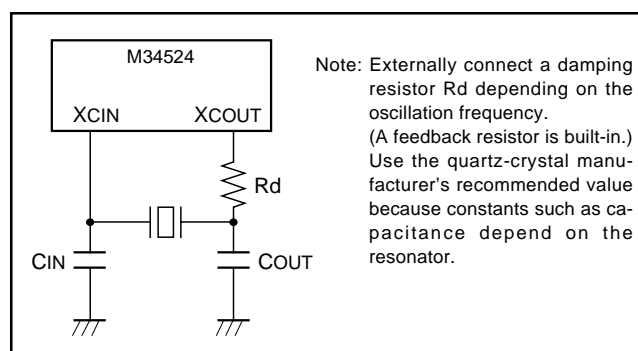 M34524
XCIN
XCOUT
Rd
CIN
COUT
Note: Externally connect a damping
resistor Rd depending on the
oscillation frequency.
(A feedback resistor is built-in.)
Use the quartz-crystal manu-
facturer's recommended value
because constants such as ca-
pacitance depend on the
resonator.